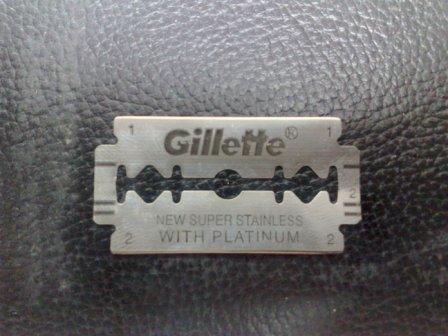 1 Gillette® 1
2
NEW SUPER STAINLESS
2 WITH PLATINUM 2